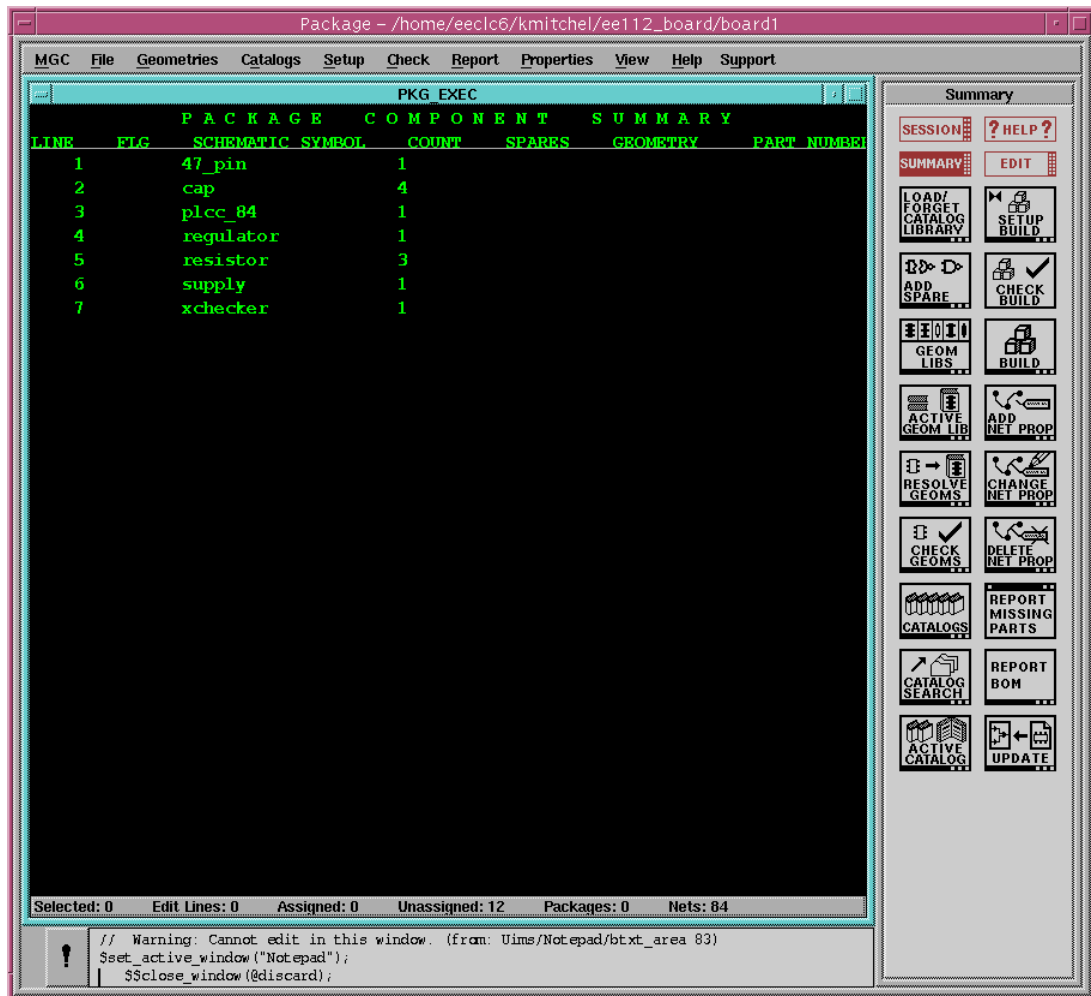 Package – /home/eeclc6/kmitchel/ee112_board/board1
MGC File Geometries Catalogs Setup Check Report Properties View Help Support
PKG_EXEC
PACKAGE COMPONENT SUMMARY
LINE FLG SCHEMATIC SYMBOL COUNT SPARES GEOMETRY PART NUMBER
1 47_pin 1
2 cap 4
3 plcc_84 1
4 regulator 1
5 resistor 3
6 supply 1
7 xchecker 1
Selected: 0 Edit Lines: 0 Assigned: 0 Unassigned: 12 Packages: 0 Nets: 84
// Warning: Cannot edit in this window. (from: Uims/Notepad/btxt_area 83)
$set_active_window("Notepad");
$$close_window(@discard);
Summary
SESSION ? HELP ?
SUMMARY EDIT
LOAD/
FORGET
CATALOG
LIBRARY
SETUP
BUILD
ADD
SPARE
CHECK
BUILD
GEOM
LIBS
BUILD
ACTIVE
GEOM LIB
ADD
NET PROP
RESOLVE
GEOMS
CHANGE
NET PROP
CHECK
GEOMS
DELETE
NET PROP
CATALOGS
REPORT
MISSING
PARTS
CATALOG
SEARCH
REPORT
BOM
ACTIVE
CATALOG
UPDATE